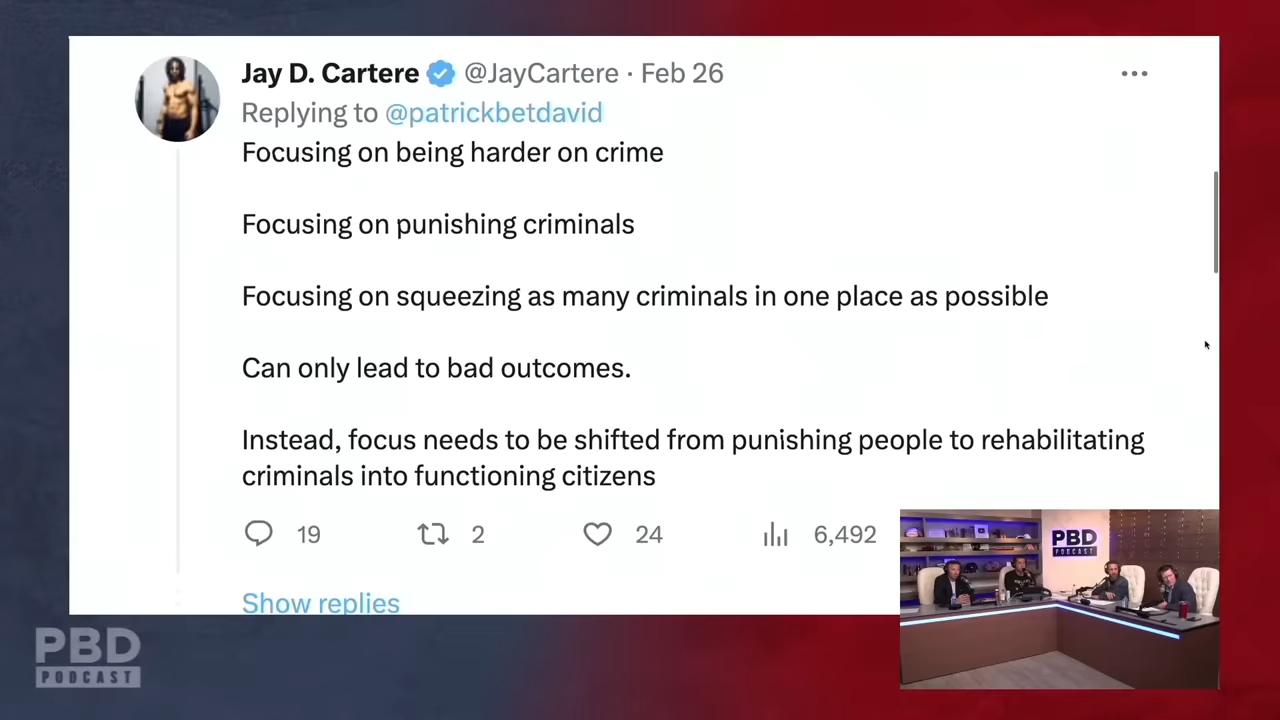 Jay D. Cartere @JayCartere · Feb 26
Replying to @patrickbetdavid
Focusing on being harder on crime
Focusing on punishing criminals
Focusing on squeezing as many criminals in one place as possible
Can only lead to bad outcomes.
Instead, focus needs to be shifted from punishing people to rehabilitating
criminals into functioning citizens
19 2 24 6,492
Show replies
PBD
PODCAST
PBD
PODCAST